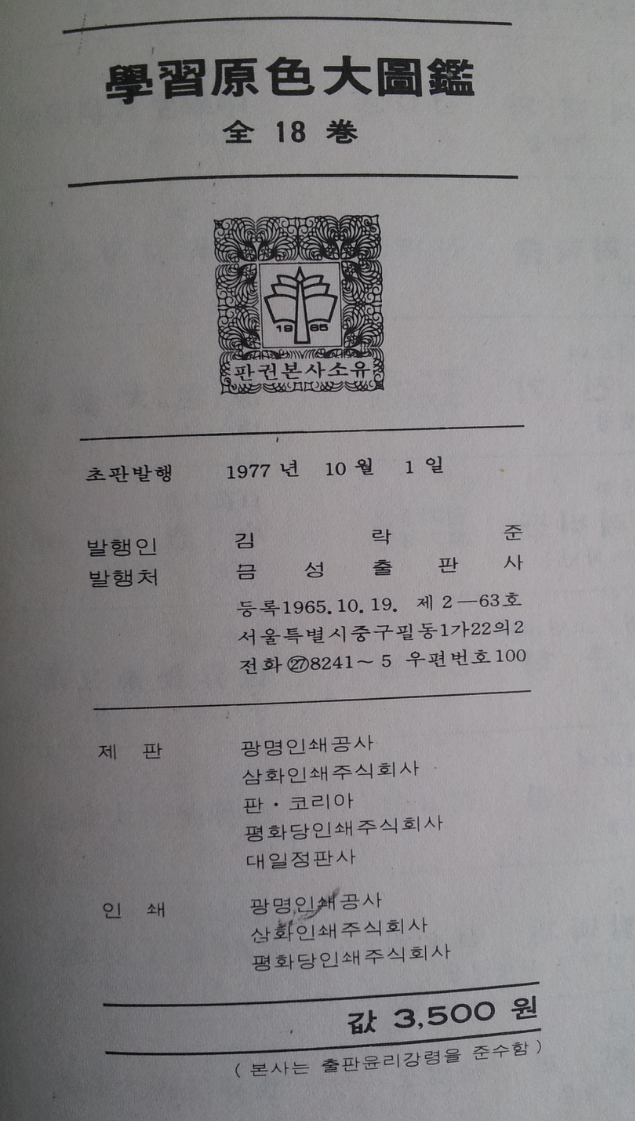 學習原色大圖鑑
全 18 巻
19 65
판권본사소유
초판발행 1977 년 10 월 1 일
발행인 김 락 준
발행처 금 성 출 판 사
등록1965.10.19. 제 2—63호
서울특별시중구필동1가22의2
전화 ㉗8241~ 5 우편번호100
제 판 광명인쇄공사
삼화인쇄주식회사
판·코리아
평화당인쇄주식회사
대일정판사
인 쇄 광명인쇄공사
삼화인쇄주식회사
평화당인쇄주식회사
값 3,500 원
( 본사는 출판윤리강령을 준수함 )